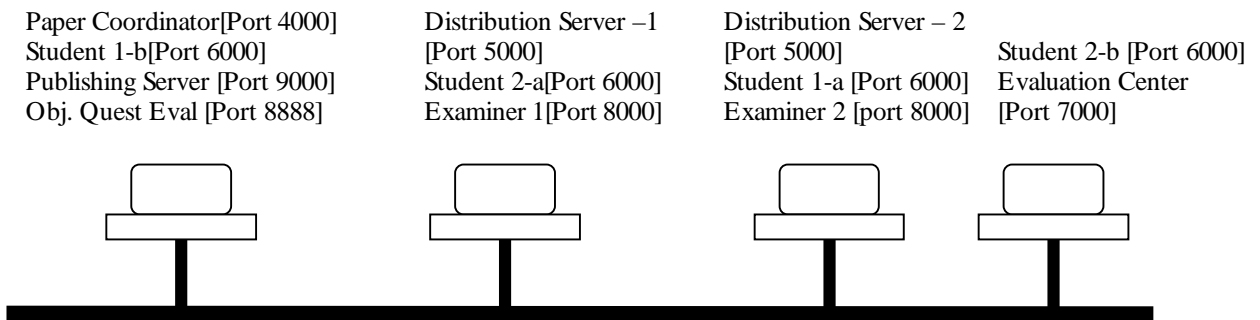 Paper Coordinator[Port 4000]
Student 1-b[Port 6000]
Publishing Server [Port 9000]
Obj. Quest Eval [Port 8888]
Distribution Server –1
[Port 5000]
Student 2-a[Port 6000]
Examiner 1[Port 8000]
Distribution Server – 2
[Port 5000]
Student 1-a [Port 6000]
Examiner 2 [port 8000]
Student 2-b [Port 6000]
Evaluation Center
[Port 7000]